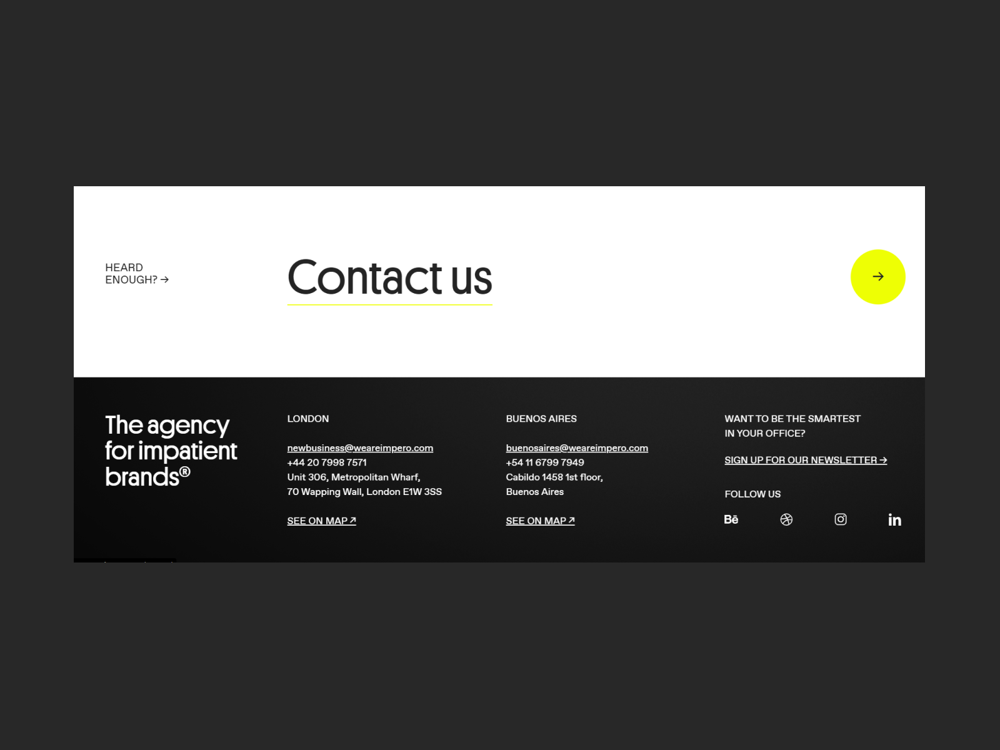 HEARD
ENOUGH? →
Contact us
→
The agency
for impatient
brands®
LONDON
newbusiness@weareimpero.com
+44 20 7998 7571
Unit 306, Metropolitan Wharf,
70 Wapping Wall, London E1W 3SS
SEE ON MAP ↗
BUENOS AIRES
buenosaires@weareimpero.com
+54 11 6799 7949
Cabildo 1458 1st floor,
Buenos Aires
SEE ON MAP ↗
WANT TO BE THE SMARTEST
IN YOUR OFFICE?
SIGN UP FOR OUR NEWSLETTER →
FOLLOW US
Bē
in